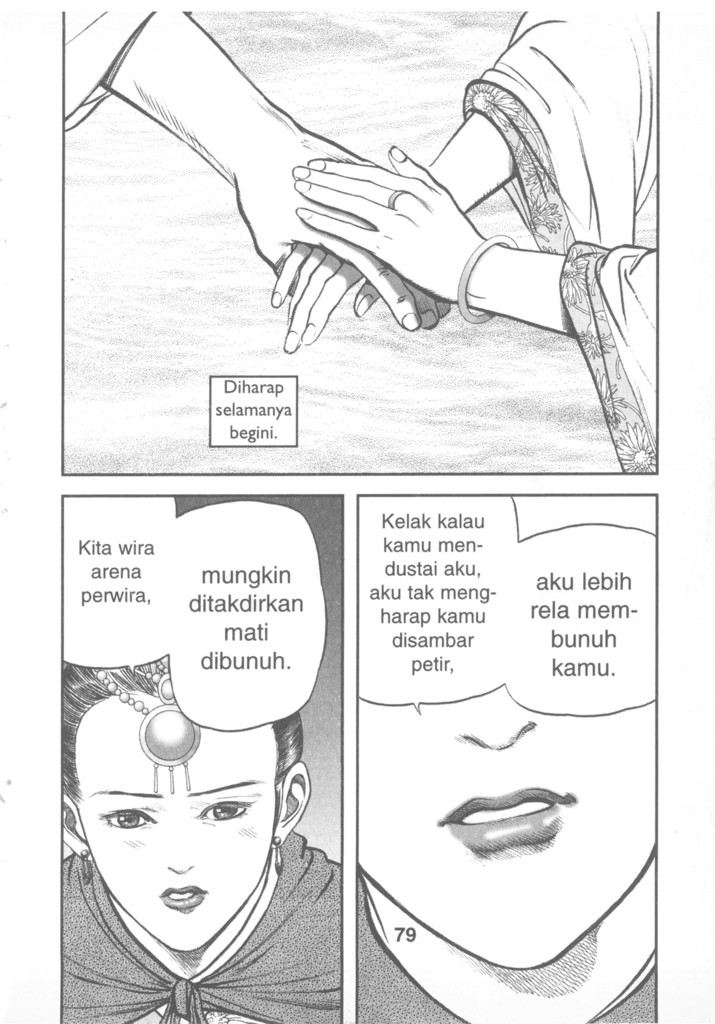 Diharap
selamanya
begini.
Kita wira
arena
perwira,
mungkin
ditakdirkan
mati
dibunuh.
Kelak kalau
kamu men-
dustai aku,
aku tak meng-
harap kamu
disambar
petir,
aku lebih
rela mem-
bunuh
kamu.
79